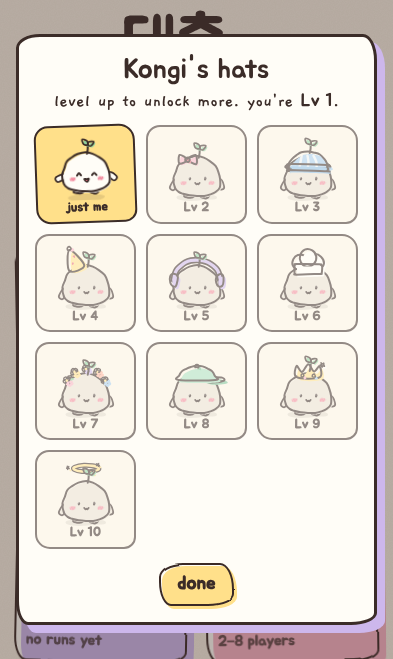 Kongi's hats
level up to unlock more. you're Lv 1.
just me
Lv 2
Lv 3
Lv 4
Lv 5
Lv 6
Lv 7
Lv 8
Lv 9
Lv 10
done
no runs yet
2-8 players